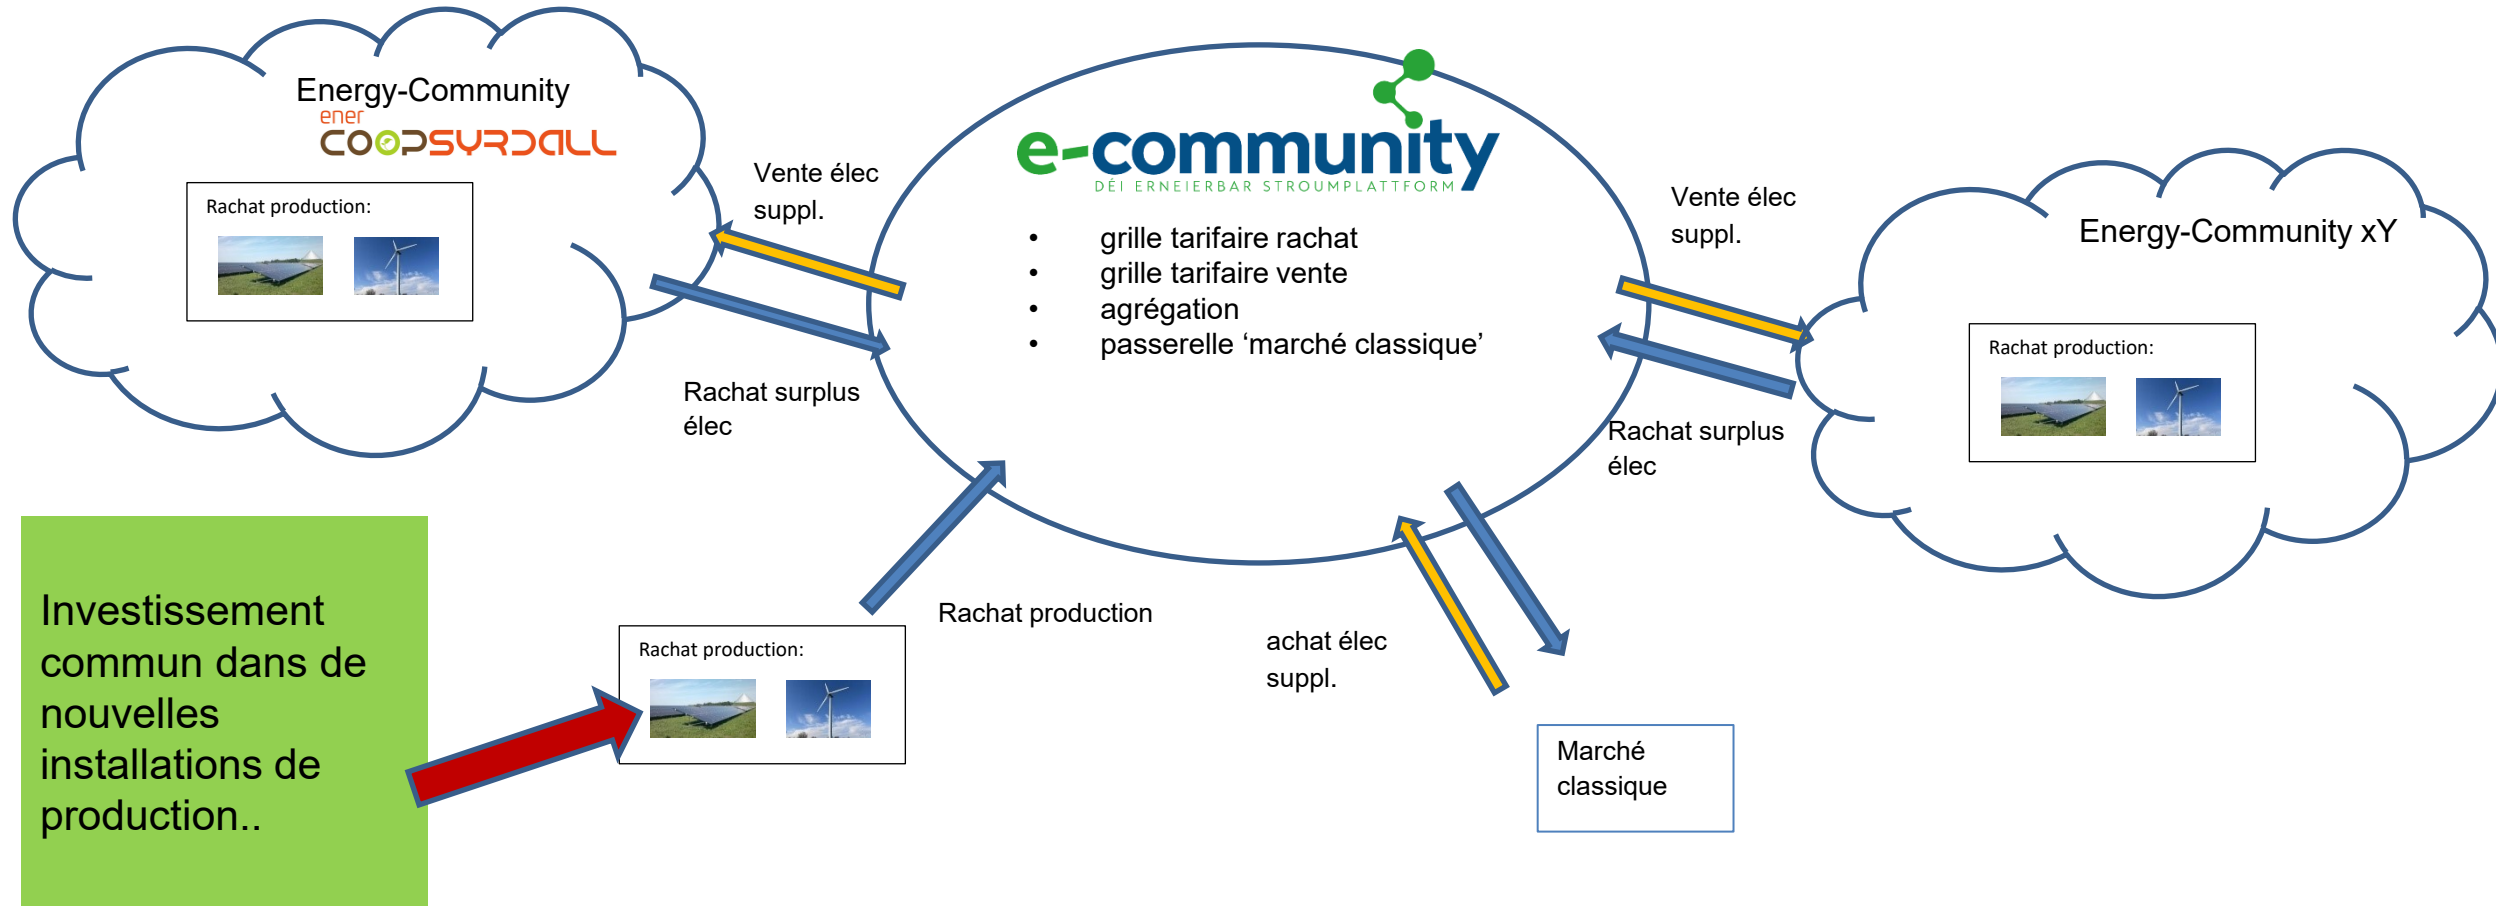 Energy-Community
ener
COOPSYRDALL
Rachat production:
Vente élec
suppl.
Rachat surplus
élec
e-community
DÉI ERNEIERBAR STROUMPLATTFORM
• grille tarifaire rachat
• grille tarifaire vente
• agrégation
• passerelle ‘marché classique’
Vente élec
suppl.
Rachat surplus
élec
Energy-Community xY
Rachat production:
Investissement
commun dans de
nouvelles
installations de
production..
Rachat production:
Rachat production
achat élec
suppl.
Marché
classique